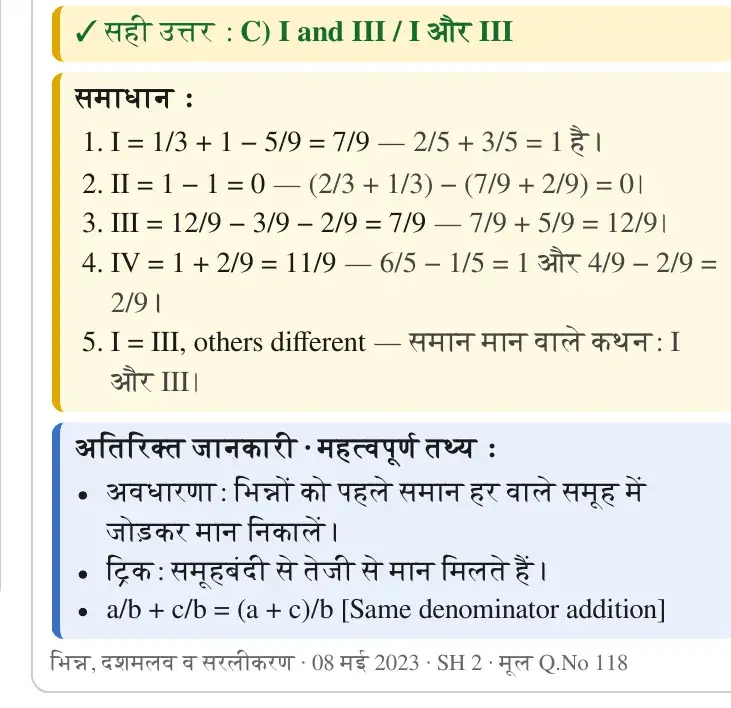 ✓ सही उत्तर : C) I and III / I और III
समाधान :
1. I = 1/3 + 1 − 5/9 = 7/9 — 2/5 + 3/5 = 1 है।
2. II = 1 − 1 = 0 — (2/3 + 1/3) − (7/9 + 2/9) = 0।
3. III = 12/9 − 3/9 − 2/9 = 7/9 — 7/9 + 5/9 = 12/9।
4. IV = 1 + 2/9 = 11/9 — 6/5 − 1/5 = 1 और 4/9 − 2/9 =
2/9।
5. I = III, others different — समान मान वाले कथन : I
और III।
अतिरिक्त जानकारी · महत्वपूर्ण तथ्य :
• अवधारणा : भिन्नों को पहले समान हर वाले समूह में
जोड़कर मान निकालें।
• ट्रिक : समूहबंदी से तेजी से मान मिलते हैं।
• a/b + c/b = (a + c)/b [Same denominator addition]
भिन्न, दशमलव व सरलीकरण · 08 मई 2023 · SH 2 · मूल Q.No 118